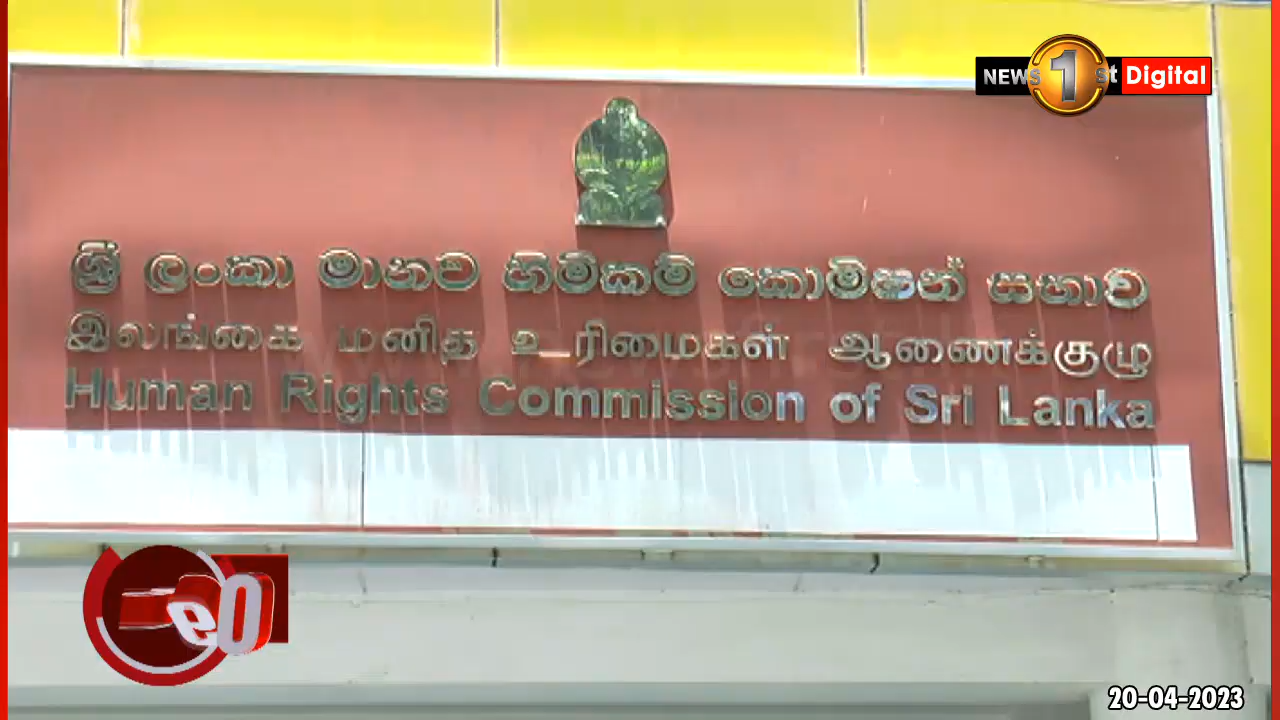 NEWS 1st Digital
ශ්‍රී ලංකා මානව හිමිකම් කොමිෂන් සභාව
இலங்கை மனித உரிமைகள் ஆணைக்குழு
Human Rights Commission of Sri Lanka
20-04-2023